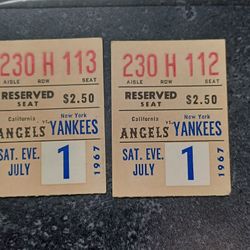 230 H 113
AISLE ROW SEAT
RESERVED
SEAT $2.50
California vs. New York
ANGELS YANKEES
SAT. EVE.
JULY 1 1967
230 H 112
AISLE ROW SEAT
RESERVED
SEAT $2.50
California vs. New York
ANGELS YANKEES
SAT. EVE.
JULY 1 1967